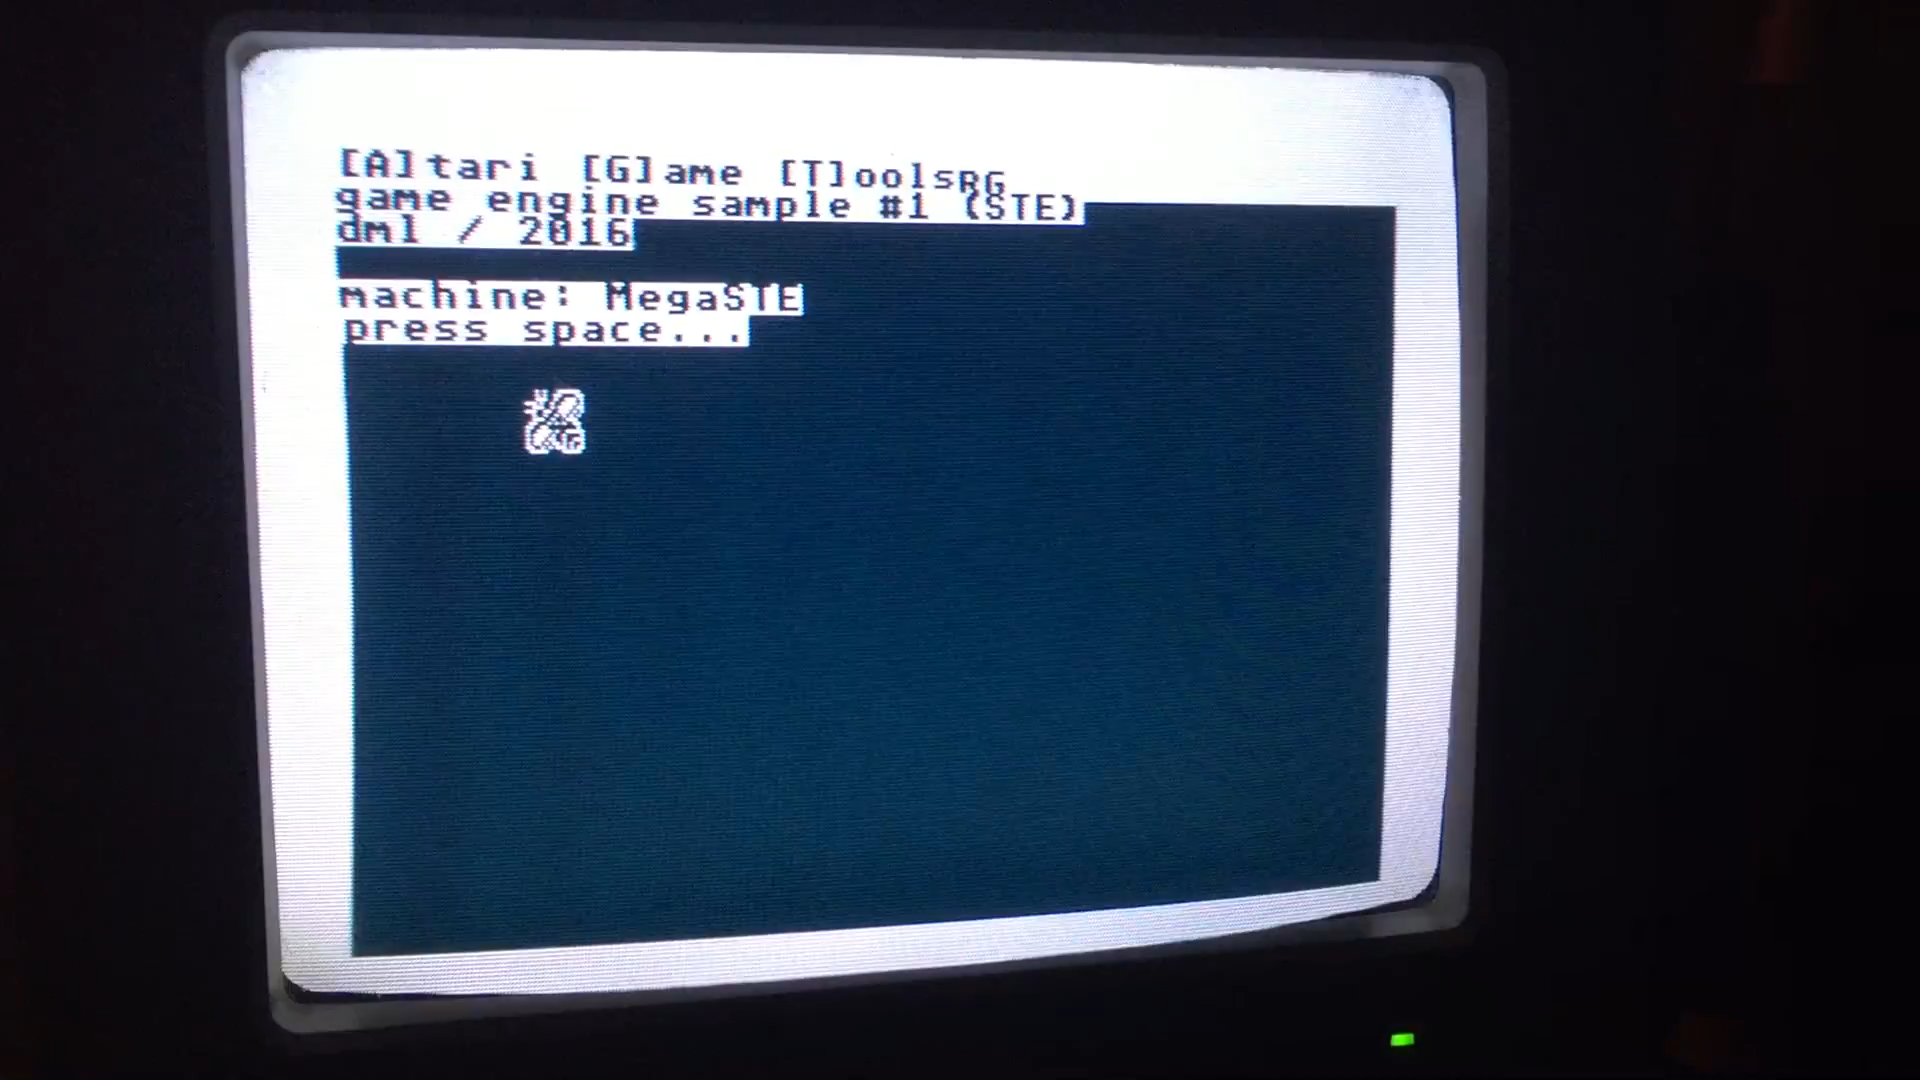 [A]tari [G]ame [T]oolsRG
game engine sample #1 (STE)
dml / 2016
machine: MegaSTE
press space...